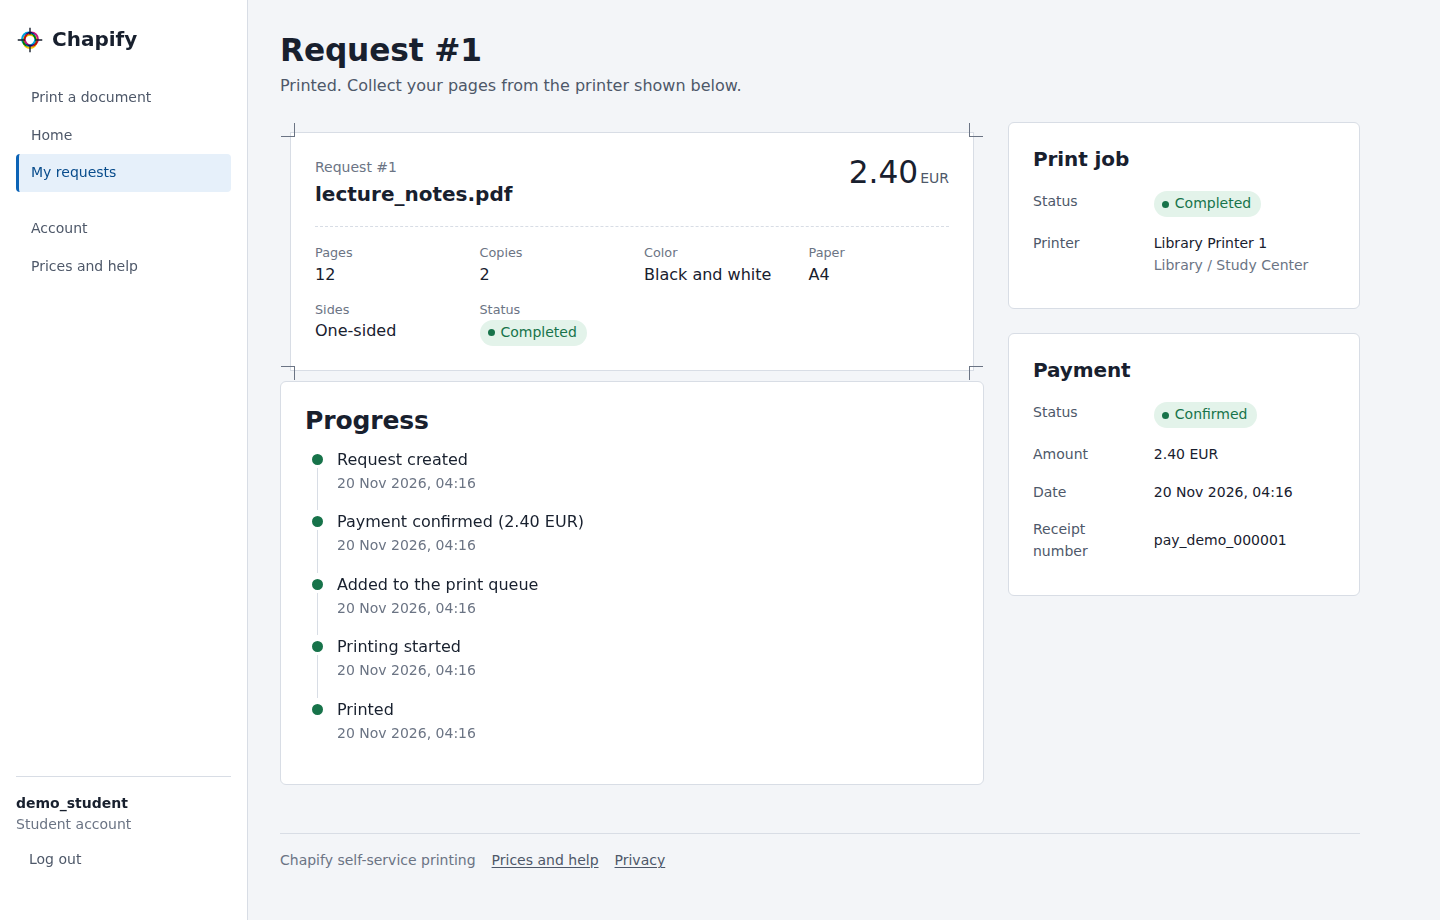 Chapify
Print a document
Home
My requests
Account
Prices and help
demo_student
Student account
Log out
Request #1
Printed. Collect your pages from the printer shown below.
Request #1
lecture_notes.pdf
2.40 EUR
Pages
12
Copies
2
Color
Black and white
Paper
A4
Sides
One-sided
Status
Completed
Progress
Request created
20 Nov 2026, 04:16
Payment confirmed (2.40 EUR)
20 Nov 2026, 04:16
Added to the print queue
20 Nov 2026, 04:16
Printing started
20 Nov 2026, 04:16
Printed
20 Nov 2026, 04:16
Print job
Status Completed
Printer Library Printer 1
Library / Study Center
Payment
Status Confirmed
Amount 2.40 EUR
Date 20 Nov 2026, 04:16
Receipt
number
pay_demo_000001
Chapify self-service printing Prices and help Privacy